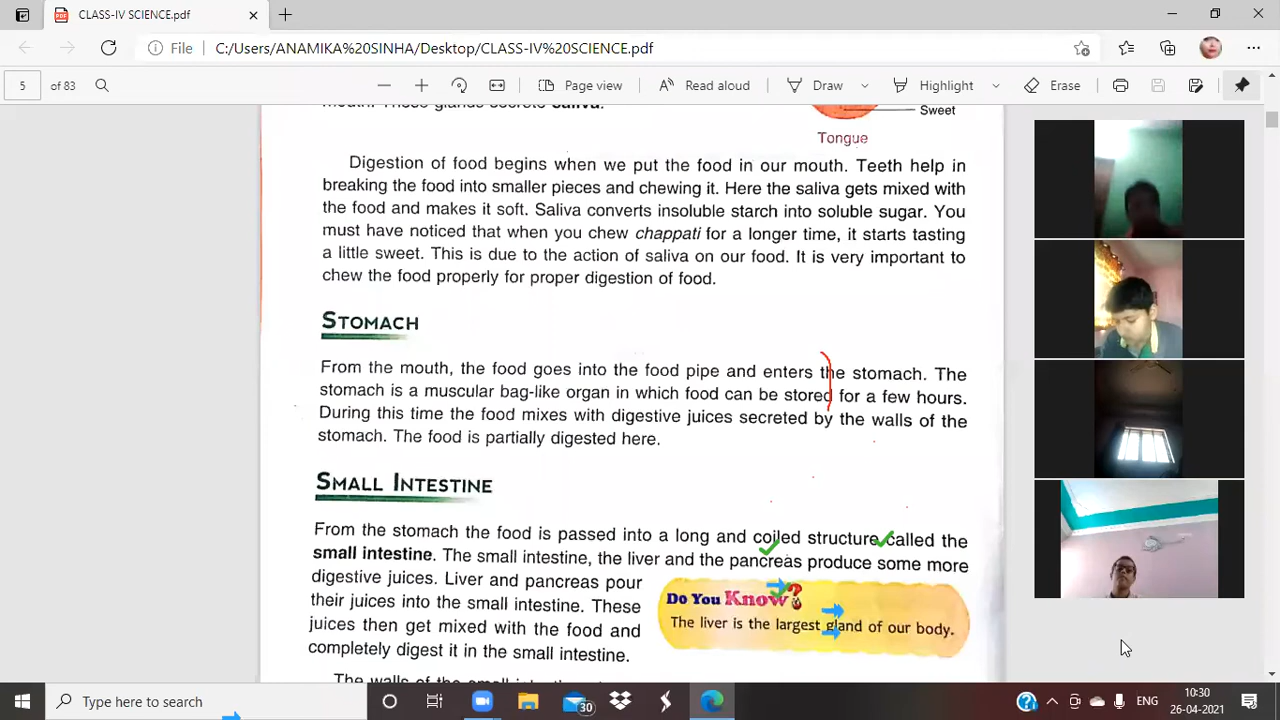 CLASS-IV SCIENCE.pdf
File C:/Users/ANAMIKA%20SINHA/Desktop/CLASS-IV%20SCIENCE.pdf
5 of 83 Page view Read aloud Draw Highlight Erase
Sweet
Tongue
Digestion of food begins when we put the food in our mouth. Teeth help in
breaking the food into smaller pieces and chewing it. Here the saliva gets mixed with
the food and makes it soft. Saliva converts insoluble starch into soluble sugar. You
must have noticed that when you chew chappati for a longer time, it starts tasting
a little sweet. This is due to the action of saliva on our food. It is very important to
chew the food properly for proper digestion of food.
STOMACH
From the mouth, the food goes into the food pipe and enters the stomach. The
stomach is a muscular bag-like organ in which food can be stored for a few hours.
During this time the food mixes with digestive juices secreted by the walls of the
stomach. The food is partially digested here.
SMALL INTESTINE
From the stomach the food is passed into a long and coiled structure called the
small intestine. The small intestine, the liver and the pancreas produce some more
digestive juices. Liver and pancreas pour
their juices into the small intestine. These
juices then get mixed with the food and
completely digest it in the small intestine.
Do You Know?
The liver is the largest gland of our body.
Type here to search
30
ENG
10:30
26-04-2021